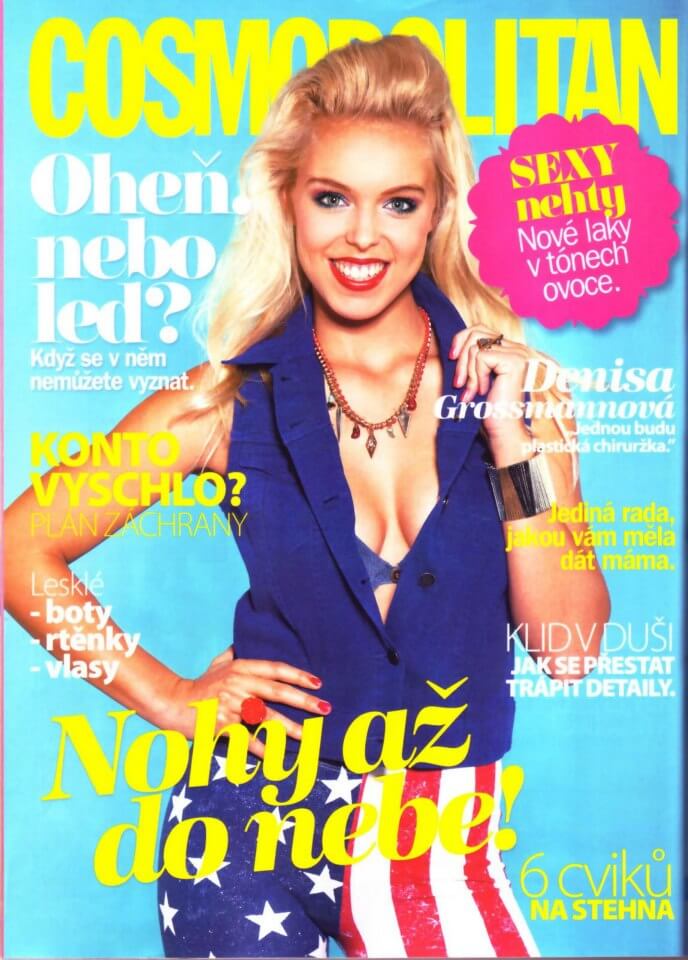 COSMOPOLITAN
Oheň,
nebo
led?
Když se v něm
nemůžete vyznat.
SEXY
nehty
Nové laky
v tónech
ovoce.
Denisa
Grossmannová
„Jednou budu
plastická chiruržka.“
KONTO
VYSCHLO?
PLÁN ZÁCHRANY
Jediná rada,
jakou vám měla
dát máma.
Lesklé
- boty
- rtěnky
- vlasy
KLID V DUŠI
JAK SE PŘESTAT
TRÁPIT DETAILY.
Nohy až
do nebe!
6 cviků
NA STEHNA